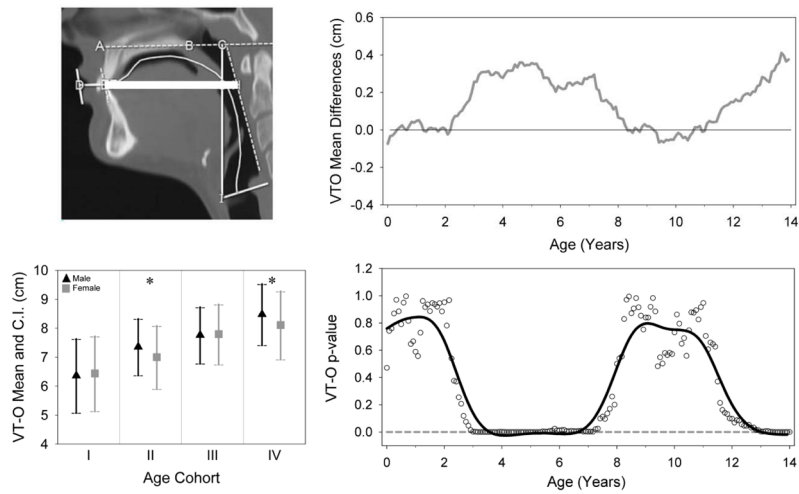 A B C
D
I
0.6
0.4
0.2
0.0
-0.2
-0.4
VTO Mean Differences (cm)
0 2 4 6 8 10 12 14
Age (Years)
10
9
8
7
6
5
4
VT-O Mean and C.I. (cm)
Male
Female
* *
I II III IV
Age Cohort
1.2
1.0
0.8
0.6
0.4
0.2
0.0
VT-O p-value
0 2 4 6 8 10 12 14
Age (Years)